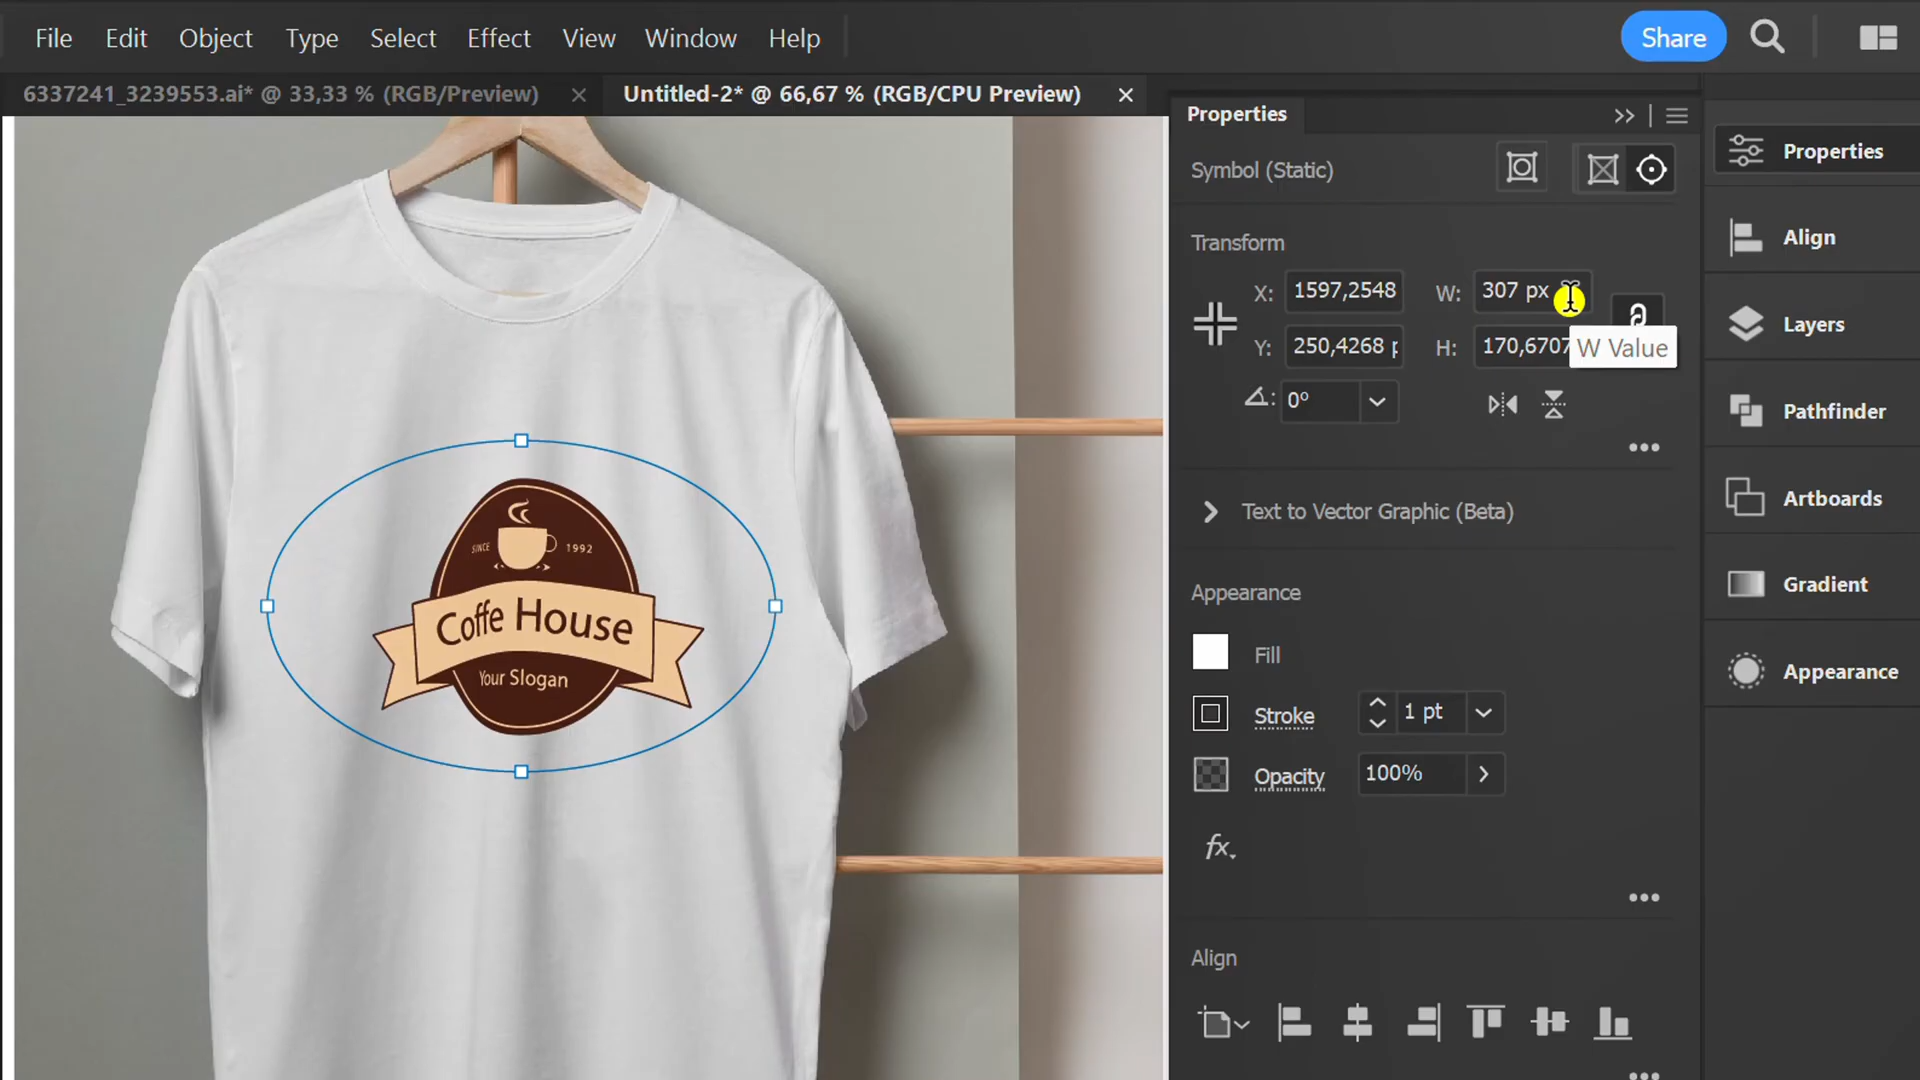 File Edit Object Type Select Effect View Window Help
Share
6337241_3239553.ai* @ 33,33 % (RGB/Preview) ×
Untitled-2* @ 66,67 % (RGB/CPU Preview) ×
Properties
Symbol (Static)
Transform
X: 1597,2548
W: 307 px
Y: 250,4268 p
H: 170,6707
W Value
0°
Text to Vector Graphic (Beta)
Appearance
Fill
Stroke
1 pt
Opacity
100%
fx
Align
Properties
Align
Layers
Pathfinder
Artboards
Gradient
Appearance
SINCE 1992
Coffe House
Your Slogan